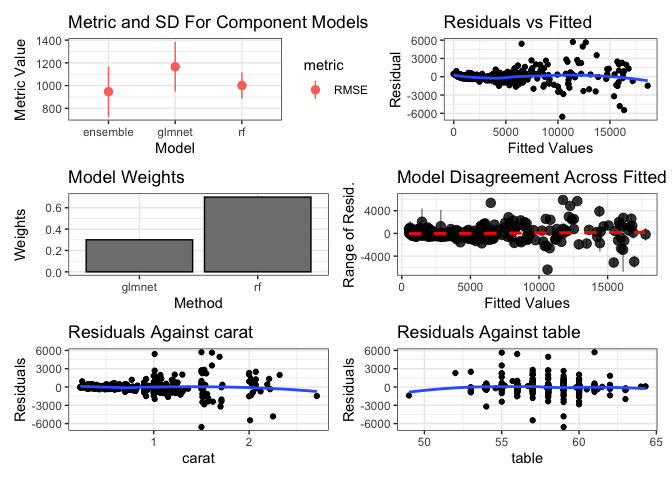 Metric and SD For Component Models
Metric Value
1400
1200
1000
800
ensemble glmnet rf
Model
metric
RMSE
Residuals vs Fitted
Residual
6000
3000
0
-3000
-6000
0 5000 10000 15000
Fitted Values
Model Weights
Weights
0.6
0.4
0.2
0.0
glmnet rf
Method
Model Disagreement Across Fitted
Range of Resid.
4000
0
-4000
0 5000 10000 15000
Fitted Values
Residuals Against carat
Residuals
6000
3000
0
-3000
-6000
1 2
carat
Residuals Against table
Residuals
6000
3000
0
-3000
-6000
50 55 60 65
table